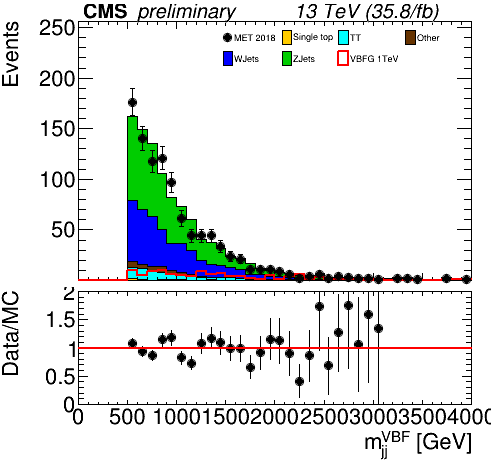 CMS preliminary 13 TeV (35.8/fb)
Events
250
200
150
100
50
MET 2018 Single top TT Other
WJets ZJets VBFG 1TeV
Data/MC
2
1.5
1
0.5
0
0 500 1000 1500 2000 2500 3000 3500 4000
m_jj^VBF [GeV]